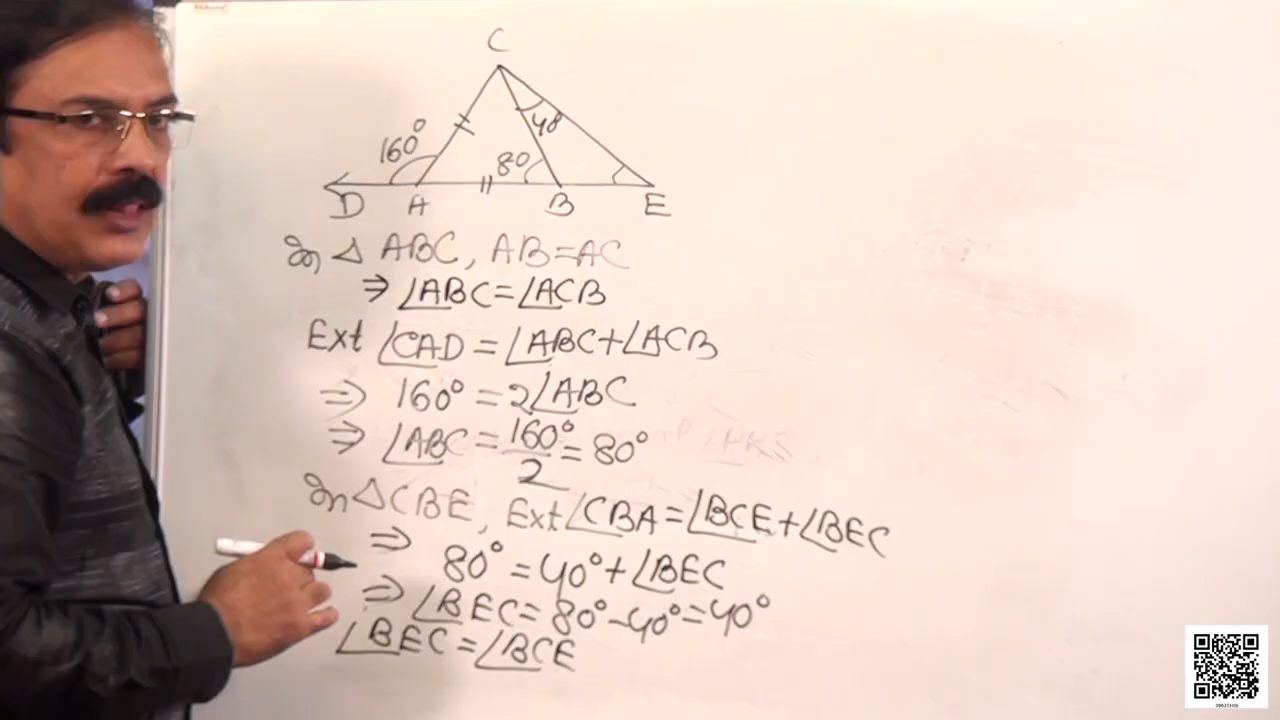 C
160°
40°
80
D A B E
In △ ABC, AB=AC
⇒ ∠ABC=∠ACB
Ext ∠CAD = ∠ABC+∠ACB
⇒ 160° = 2∠ABC
⇒ ∠ABC = 160°/2 = 80°
In △CBE, Ext ∠CBA = ∠BCE+∠BEC
⇒ 80° = 40°+∠BEC
⇒ ∠BEC = 80°-40°=40°
∠BEC = ∠BCE